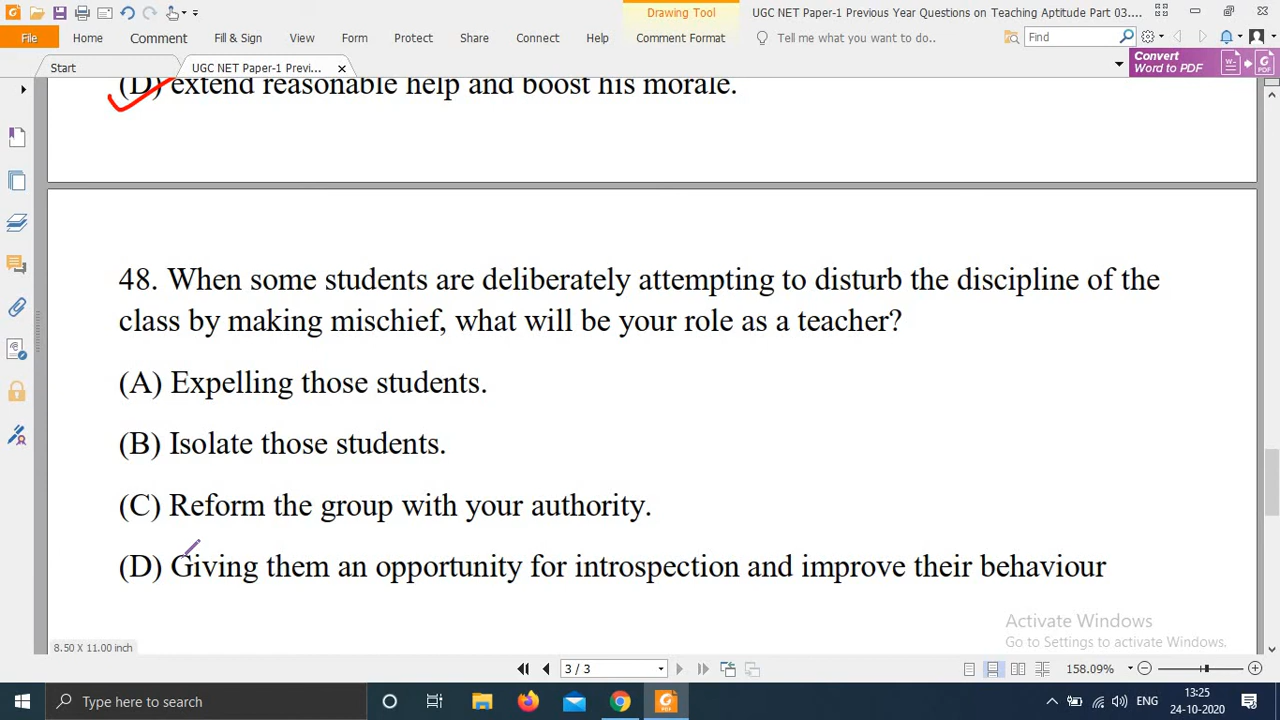 Drawing Tool
UGC NET Paper-1 Previous Year Questions on Teaching Aptitude Part 03....
File Home Comment Fill & Sign View Form Protect Share Connect Help Comment Format Tell me what you want to do.. Find
Start UGC NET Paper-1 Previ... Convert
Word to PDF
(D) extend reasonable help and boost his morale.
48. When some students are deliberately attempting to disturb the discipline of the
class by making mischief, what will be your role as a teacher?
(A) Expelling those students.
(B) Isolate those students.
(C) Reform the group with your authority.
(D) Giving them an opportunity for introspection and improve their behaviour
Activate Windows
Go to Settings to activate Windows.
8.50 X 11.00 inch
3 / 3 158.09%
Type here to search ENG 13:25
24-10-2020